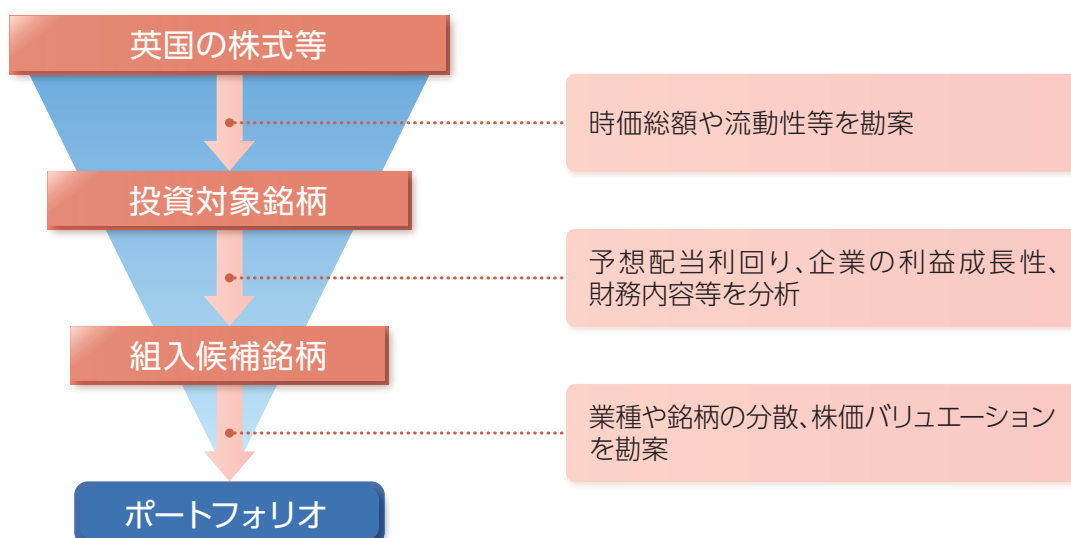 英国の株式等
時価総額や流動性等を勘案
投資対象銘柄
予想配当利回り、企業の利益成長性、
財務内容等を分析
組入候補銘柄
業種や銘柄の分散、株価バリュエーション
を勘案
ポートフォリオ